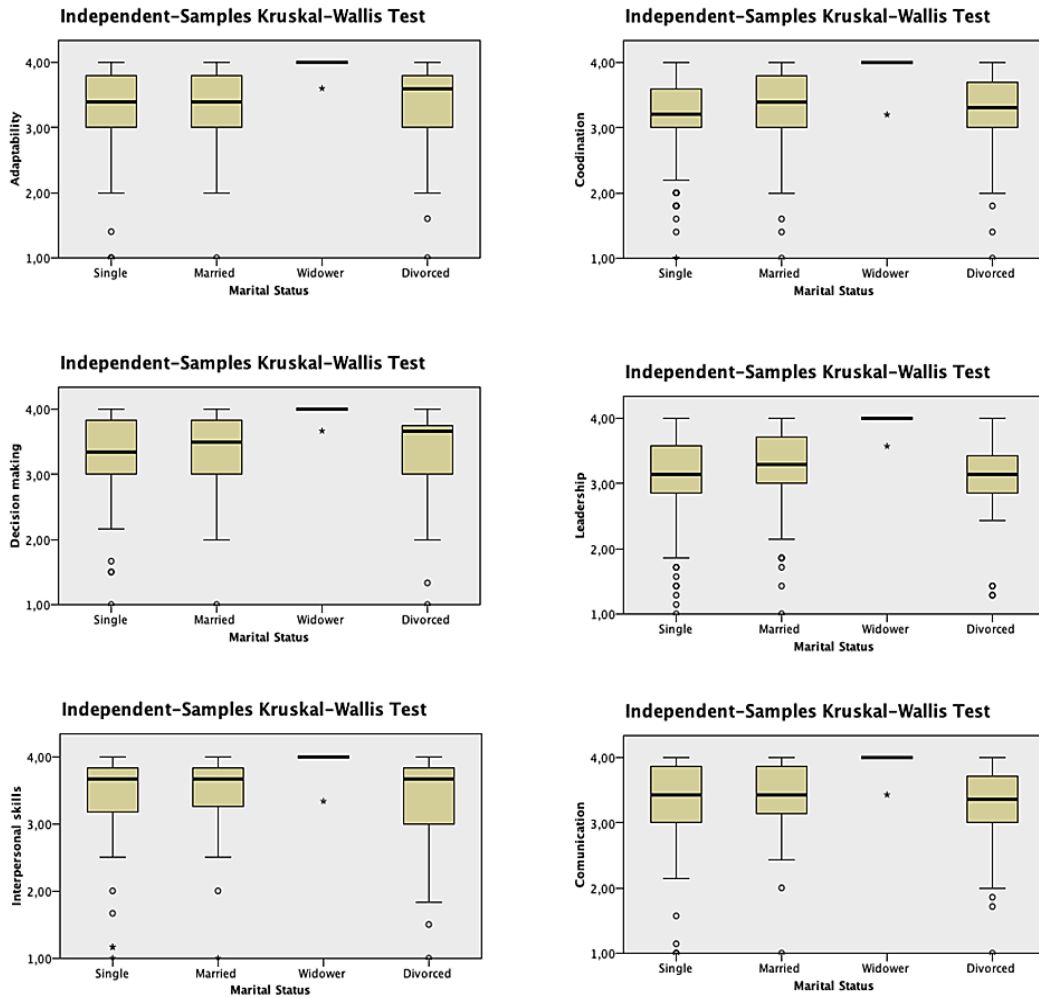 Independent-Samples Kruskal-Wallis Test
4,00
3,00
2,00
1,00
Adaptability
Single Married Widower Divorced
Marital Status
Independent-Samples Kruskal-Wallis Test
4,00
3,00
2,00
1,00
Coodination
Single Married Widower Divorced
Marital Status
Independent-Samples Kruskal-Wallis Test
4,00
3,00
2,00
1,00
Decision making
Single Married Widower Divorced
Marital Status
Independent-Samples Kruskal-Wallis Test
4,00
3,00
2,00
1,00
Leadership
Single Married Widower Divorced
Marital Status
Independent-Samples Kruskal-Wallis Test
4,00
3,00
2,00
1,00
Interpersonal skills
Single Married Widower Divorced
Marital Status
Independent-Samples Kruskal-Wallis Test
4,00
3,00
2,00
1,00
Comunication
Single Married Widower Divorced
Marital Status